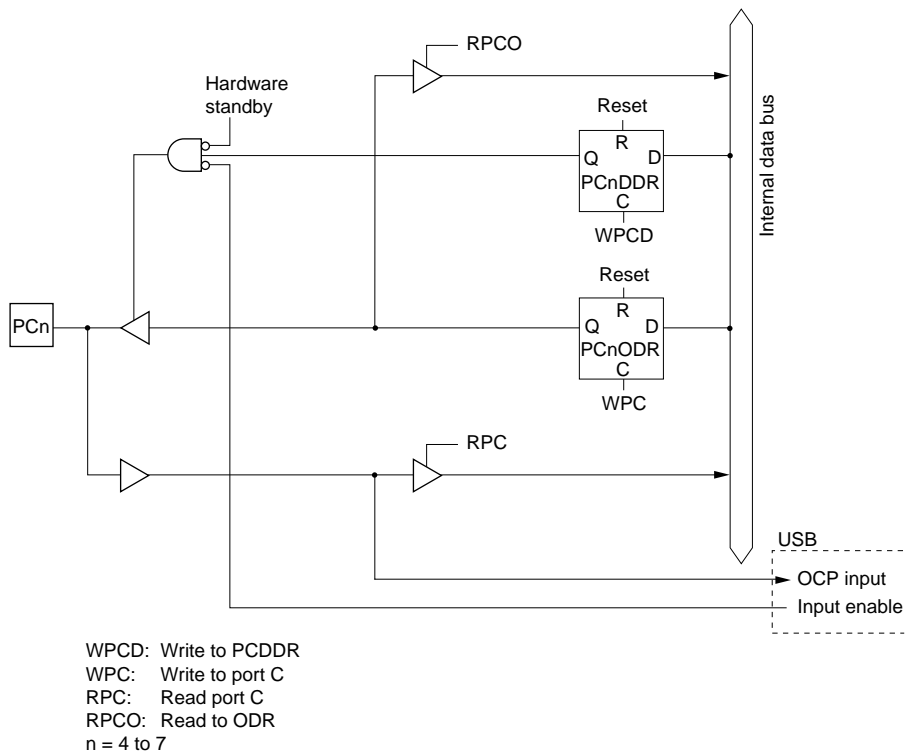 RPCO
Hardware
standby
Reset
R
Q D
PCnDDR
C
WPCD
Internal data bus
Reset
R
Q D
PCnODR
C
WPC
PCn
RPC
USB
OCP input
Input enable
WPCD: Write to PCDDR
WPC: Write to port C
RPC: Read port C
RPCO: Read to ODR
n = 4 to 7